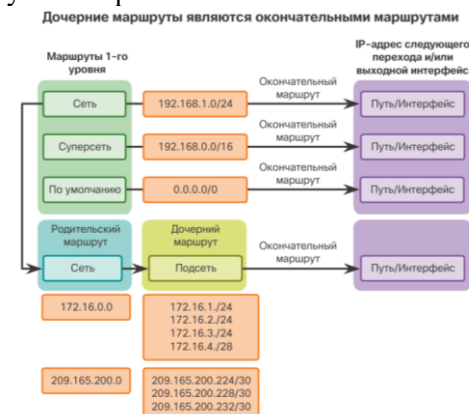 Дочерние маршруты являются окончательными маршрутами
Маршруты 1-го
уровня
IP-адрес следующего
перехода и/или
выходной интерфейс
Сеть
192.168.1.0/24
Окончательный
маршрут
Путь/Интерфейс
Суперсеть
192.168.0.0/16
Окончательный
маршрут
Путь/Интерфейс
По умолчанию
0.0.0.0/0
Окончательный
маршрут
Путь/Интерфейс
Родительский
маршрут
Сеть
Дочерний
маршрут
Подсеть
Окончательный
маршрут
Путь/Интерфейс
172.16.0.0
172.16.1./24
172.16.2./24
172.16.3./24
172.16.4./28
209.165.200.0
209.165.200.224/30
209.165.200.228/30
209.165.200.232/30